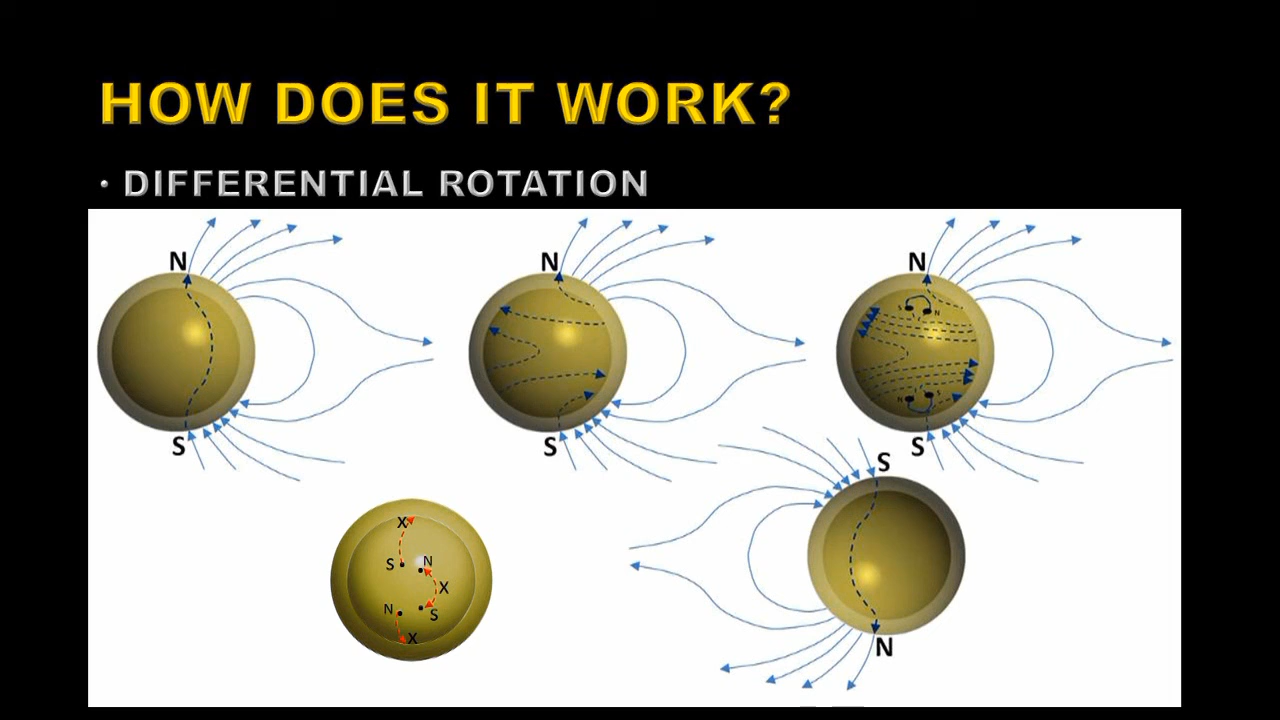 HOW DOES IT WORK?
• DIFFERENTIAL ROTATION
N
N
N
S
S
S
S
X
S
N
X
N
S
X
N